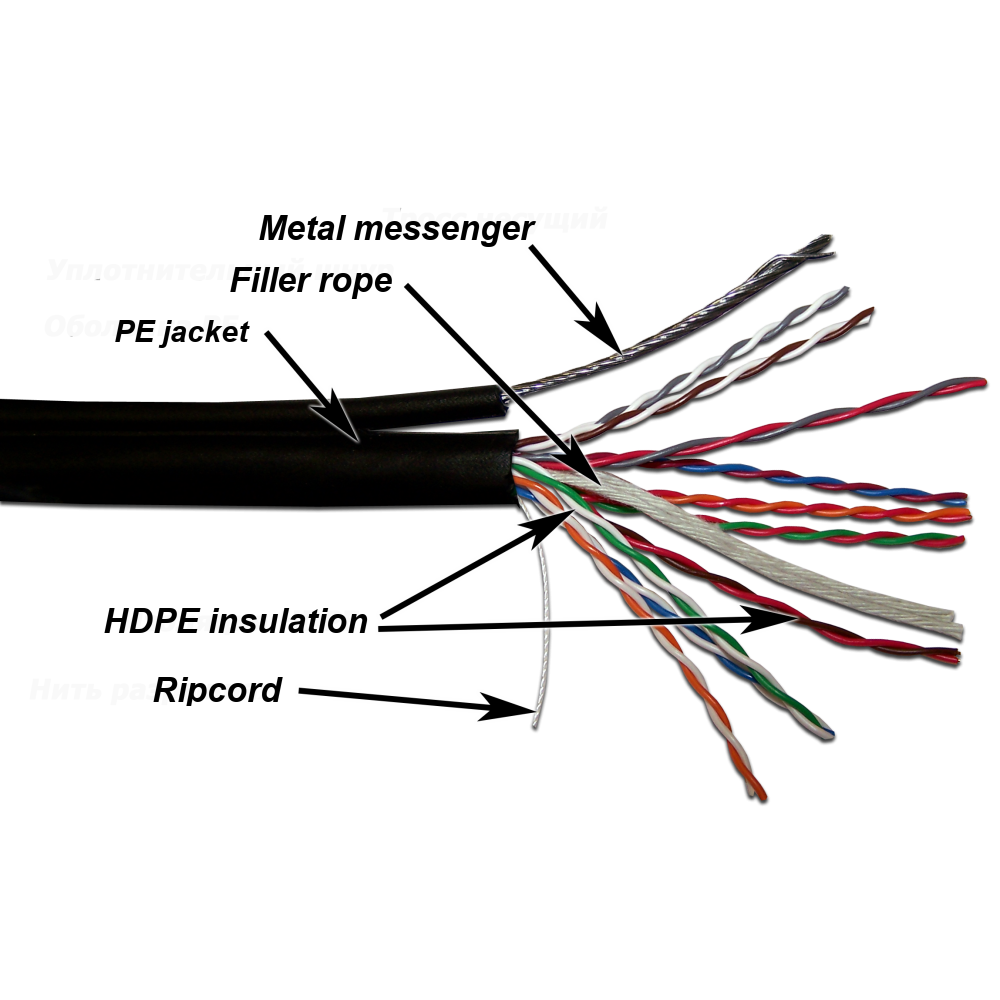 Metal messenger
Filler rope
PE jacket
HDPE insulation
Ripcord